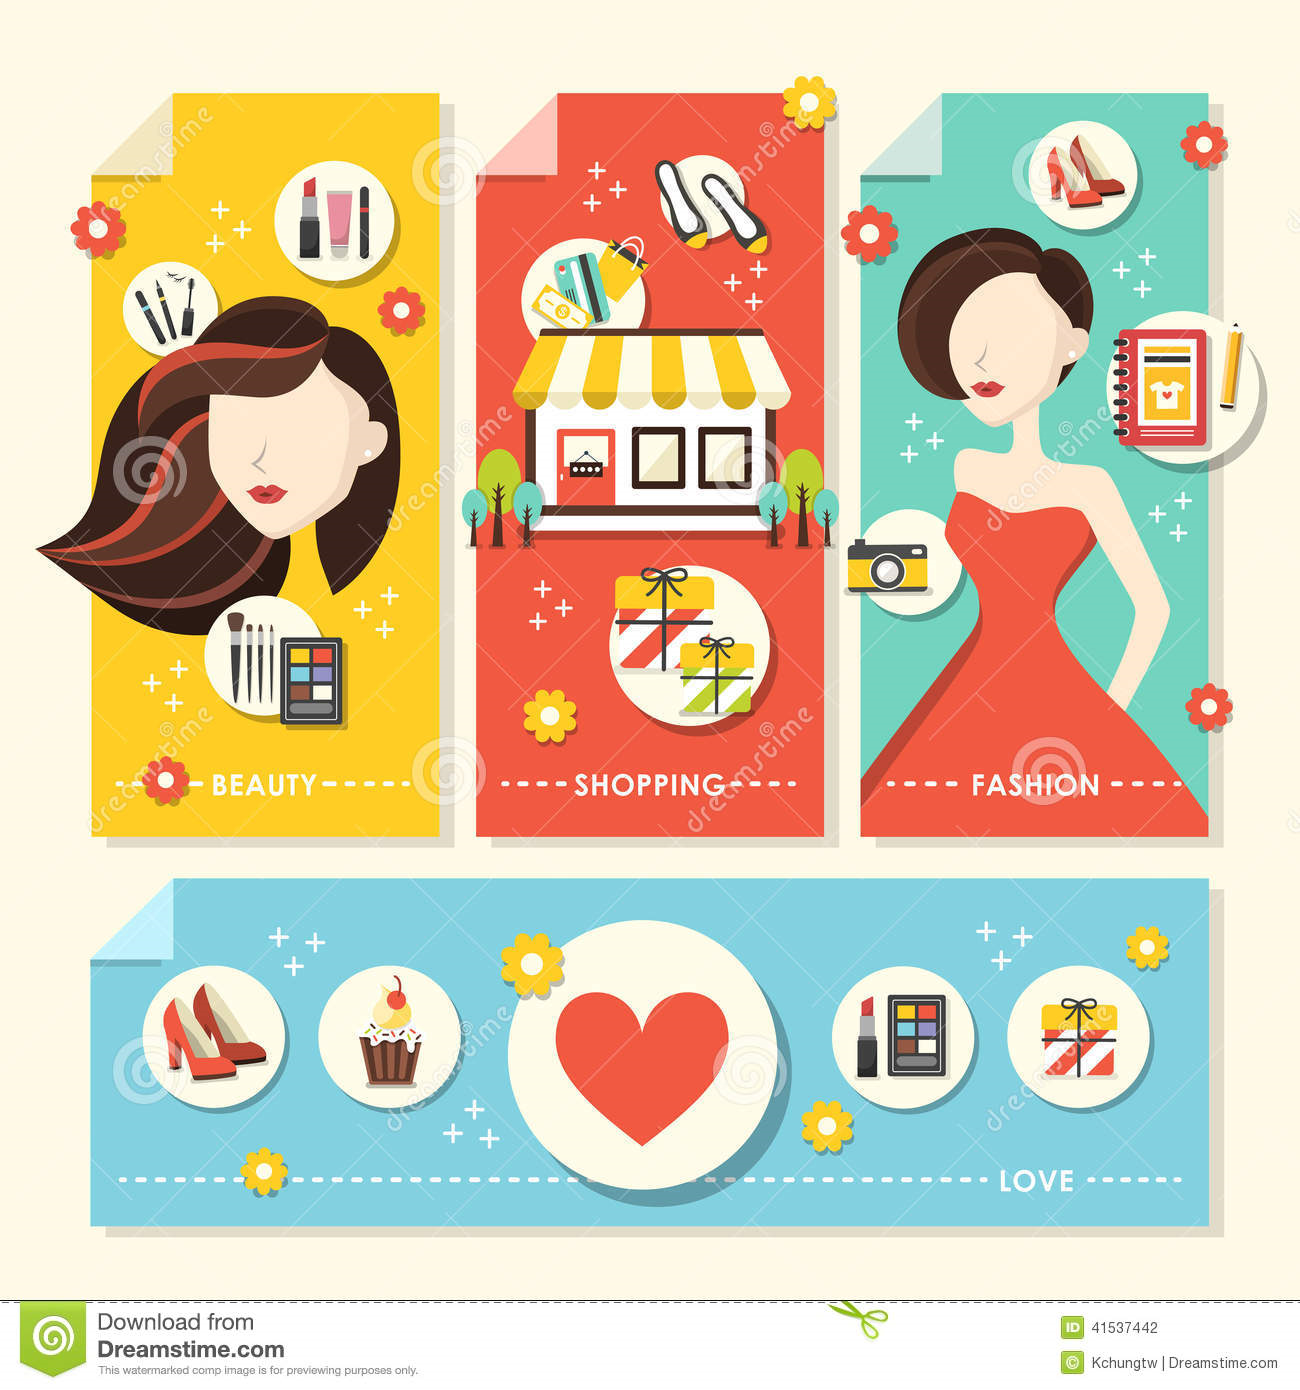 BEAUTY
SHOPPING
FASHION
LOVE
Download from
Dreamstime.com
This watermarked comp image is for previewing purposes only.
ID 41537442
© Kchungtw | Dreamstime.com
dreamstime